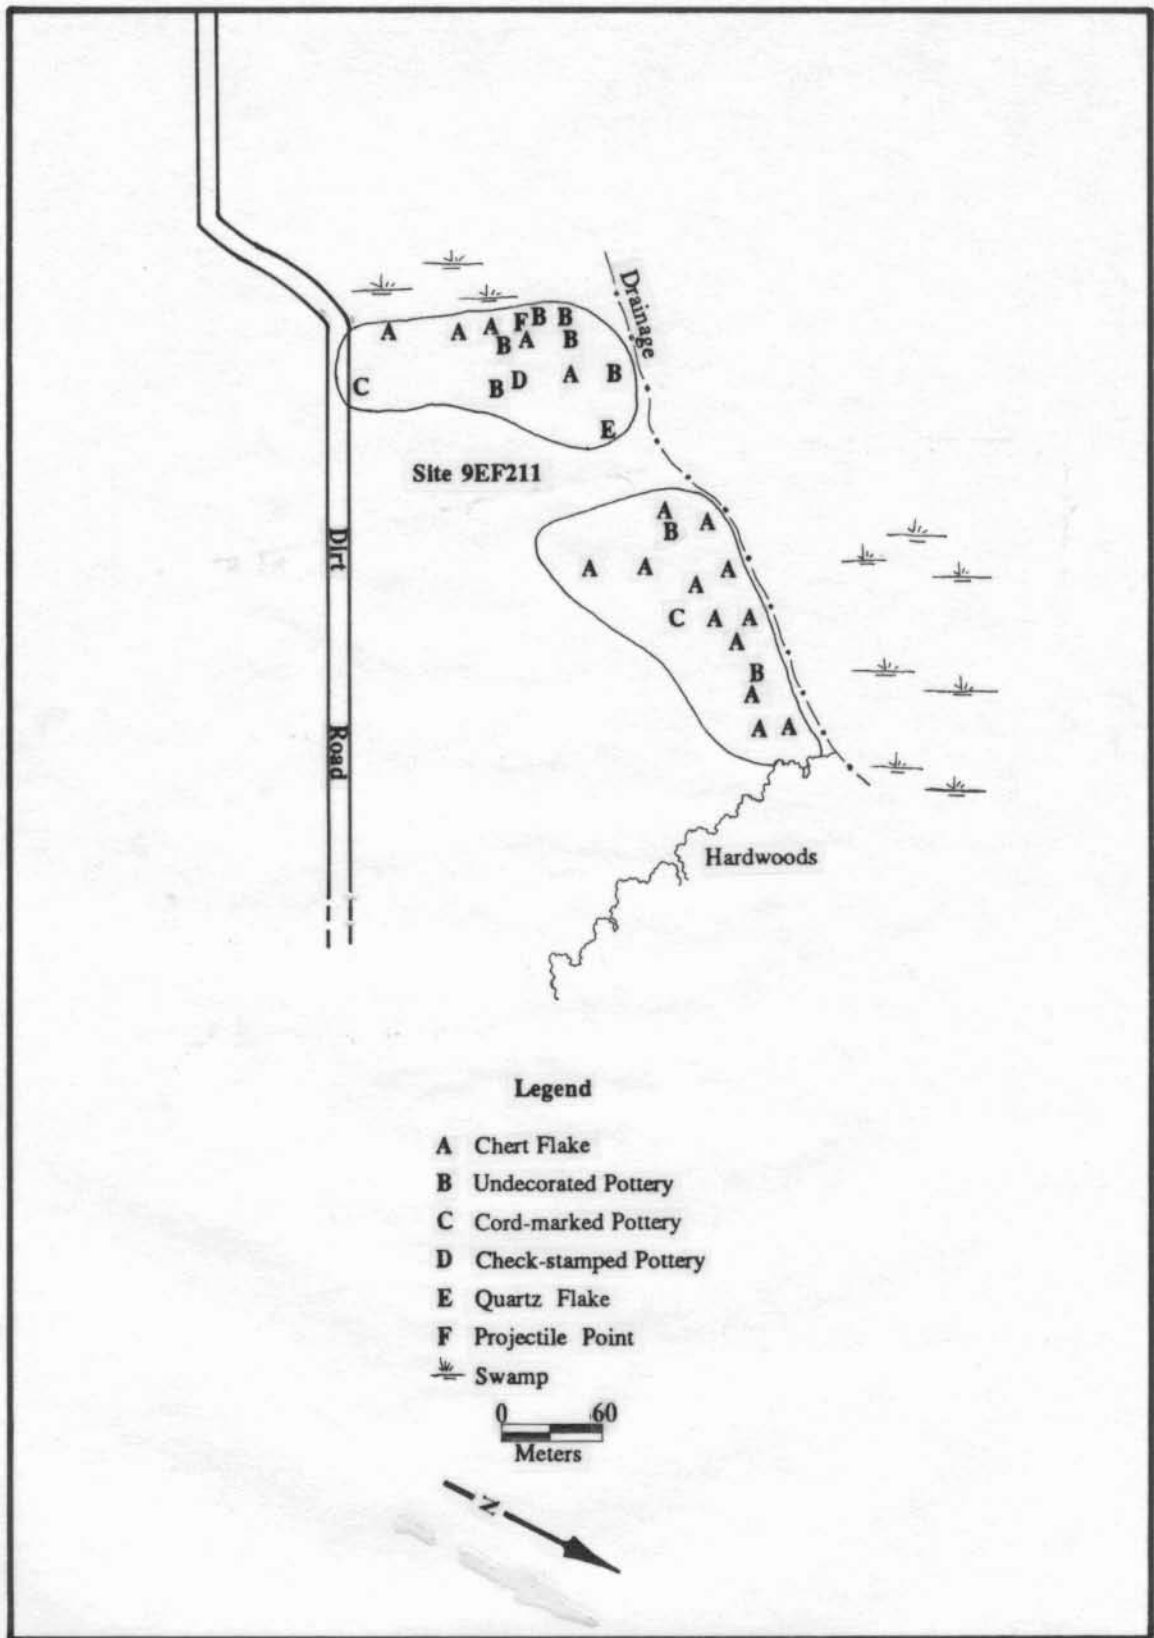 Drainage
A A A F B B
B A B
C B D A B
E
Site 9EF211
A A
B
A A A
A
C A A
A
B
A
A A
Dirt Road
Hardwoods
Legend
A Chert Flake
B Undecorated Pottery
C Cord-marked Pottery
D Check-stamped Pottery
E Quartz Flake
F Projectile Point
Swamp
0 60
Meters
N